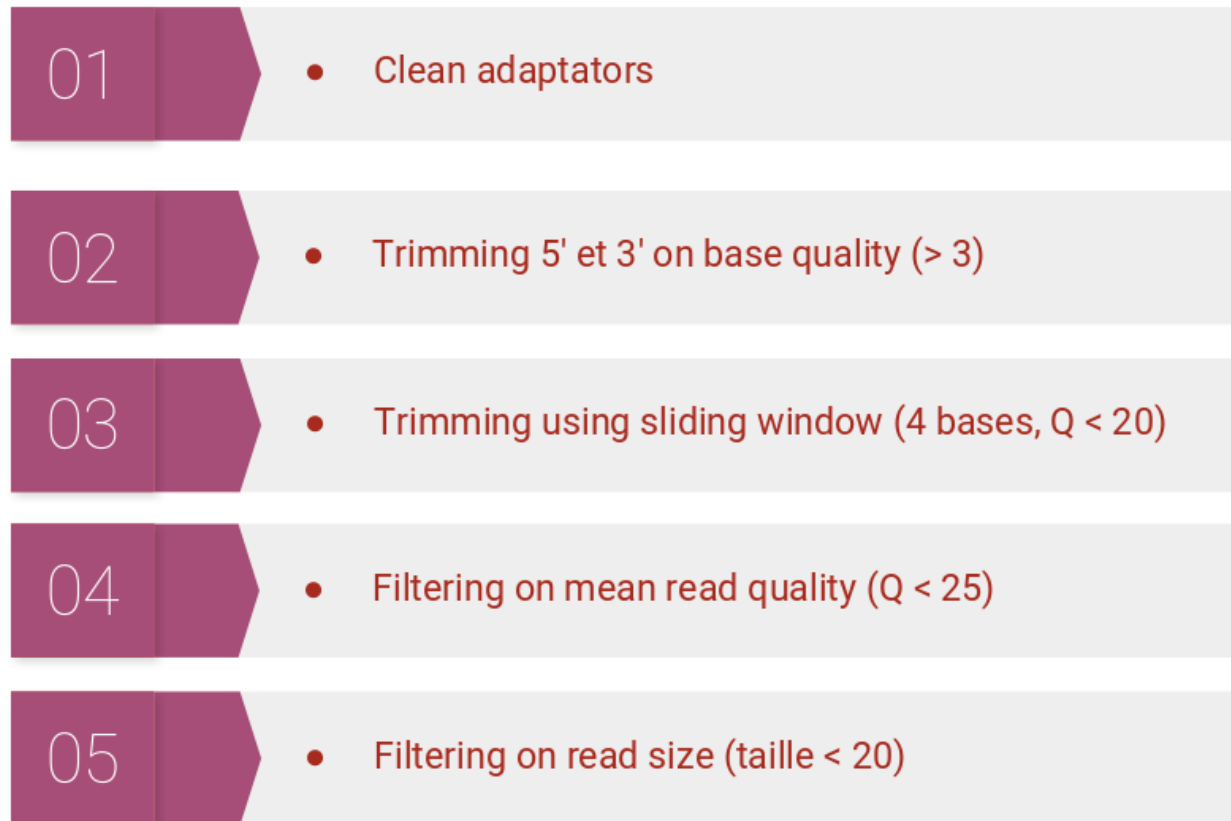 01
• Clean adaptators
02
• Trimming 5' et 3' on base quality (> 3)
03
• Trimming using sliding window (4 bases, Q < 20)
04
• Filtering on mean read quality (Q < 25)
05
• Filtering on read size (taille < 20)